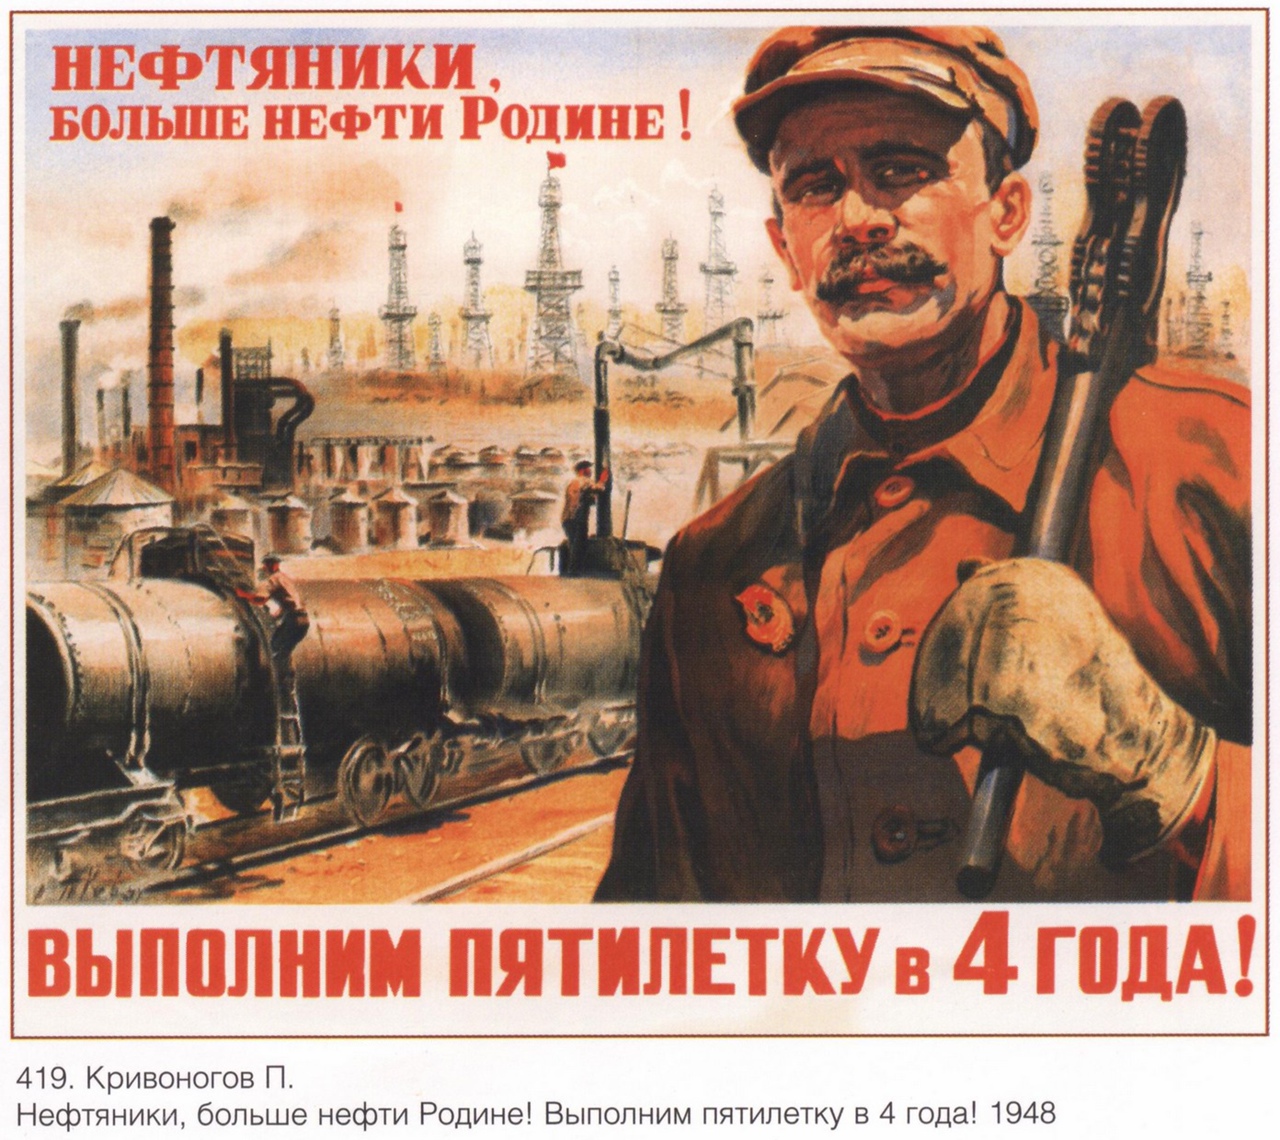 НЕФТЯНИКИ,
БОЛЬШЕ НЕФТИ РОДИНЕ!
ВЫПОЛНИМ ПЯТИЛЕТКУ В 4 ГОДА!
419. Кривоногов П.
Нефтяники, больше нефти Родине! Выполним пятилетку в 4 года! 1948